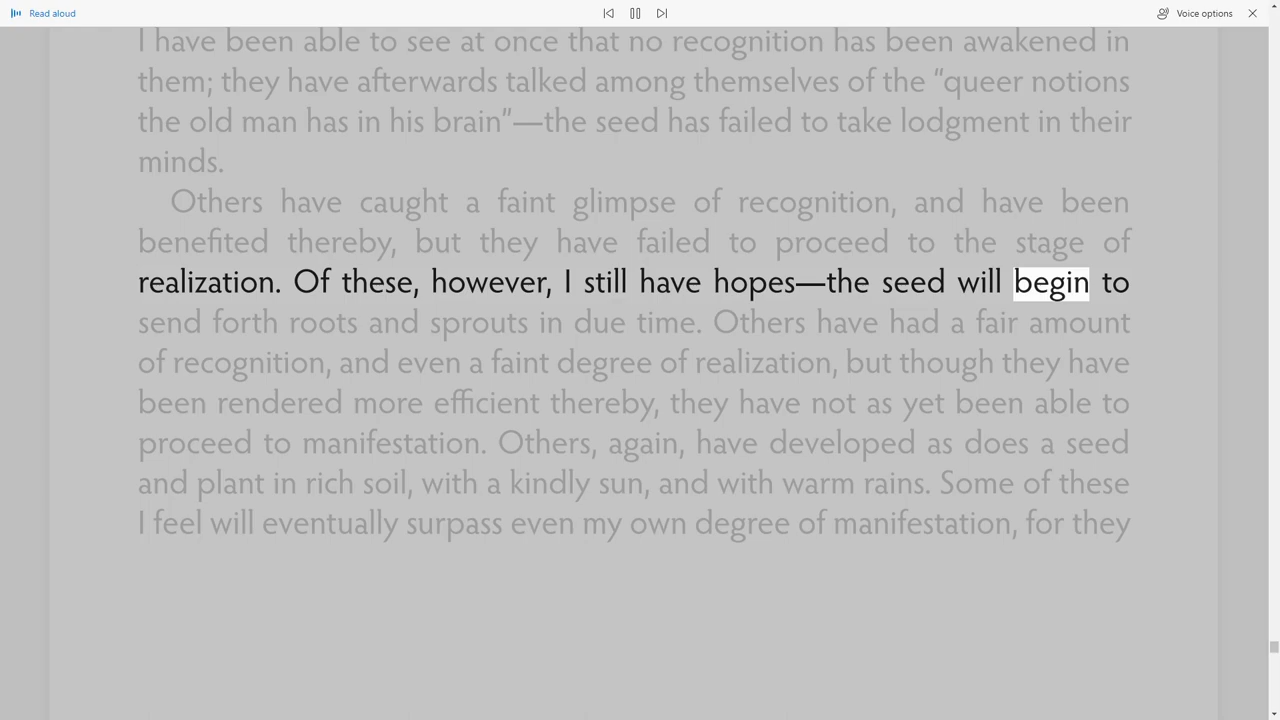 Read aloud
Voice options
I have been able to see at once that no recognition has been awakened in
them; they have afterwards talked among themselves of the “queer notions
the old man has in his brain”—the seed has failed to take lodgment in their
minds.
Others have caught a faint glimpse of recognition, and have been
benefited thereby, but they have failed to proceed to the stage of
realization. Of these, however, I still have hopes—the seed will begin to
send forth roots and sprouts in due time. Others have had a fair amount
of recognition, and even a faint degree of realization, but though they have
been rendered more efficient thereby, they have not as yet been able to
proceed to manifestation. Others, again, have developed as does a seed
and plant in rich soil, with a kindly sun, and with warm rains. Some of these
I feel will eventually surpass even my own degree of manifestation, for they